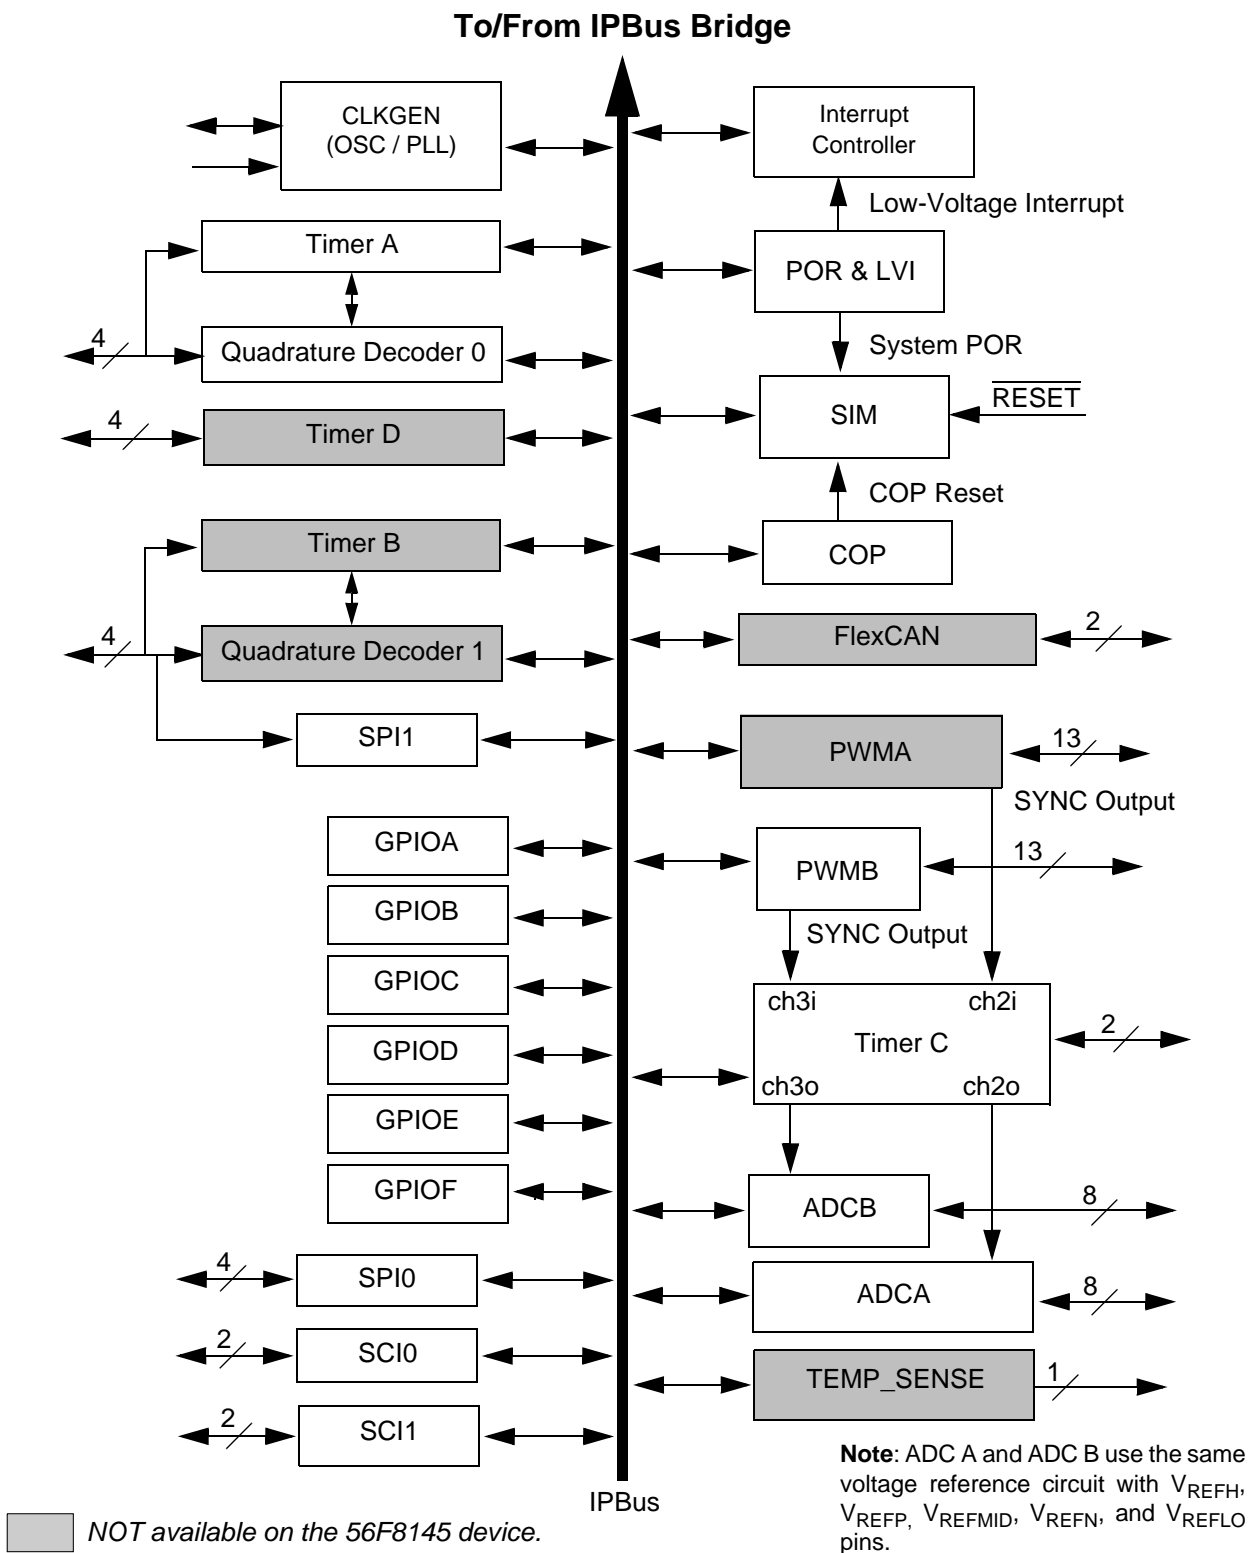 To/From IPBus Bridge
CLKGEN
(OSC / PLL)
Timer A
4
Quadrature Decoder 0
4
Timer D
Timer B
4
Quadrature Decoder 1
SPI1
GPIOA
GPIOB
GPIOC
GPIOD
GPIOE
GPIOF
4
SPI0
2
SCI0
2
SCI1
Interrupt
Controller
Low-Voltage Interrupt
POR & LVI
System POR
SIM
RESET
COP Reset
COP
FlexCAN
2
PWMA
13
SYNC Output
PWMB
13
SYNC Output
ch3i
ch2i
Timer C
2
ch3o
ch2o
ADCB
8
ADCA
8
TEMP_SENSE
1
IPBus
Note: ADC A and ADC B use the same
voltage reference circuit with VREFH,
VREFP, VREFMID, VREFN, and VREFLO
pins.
NOT available on the 56F8145 device.